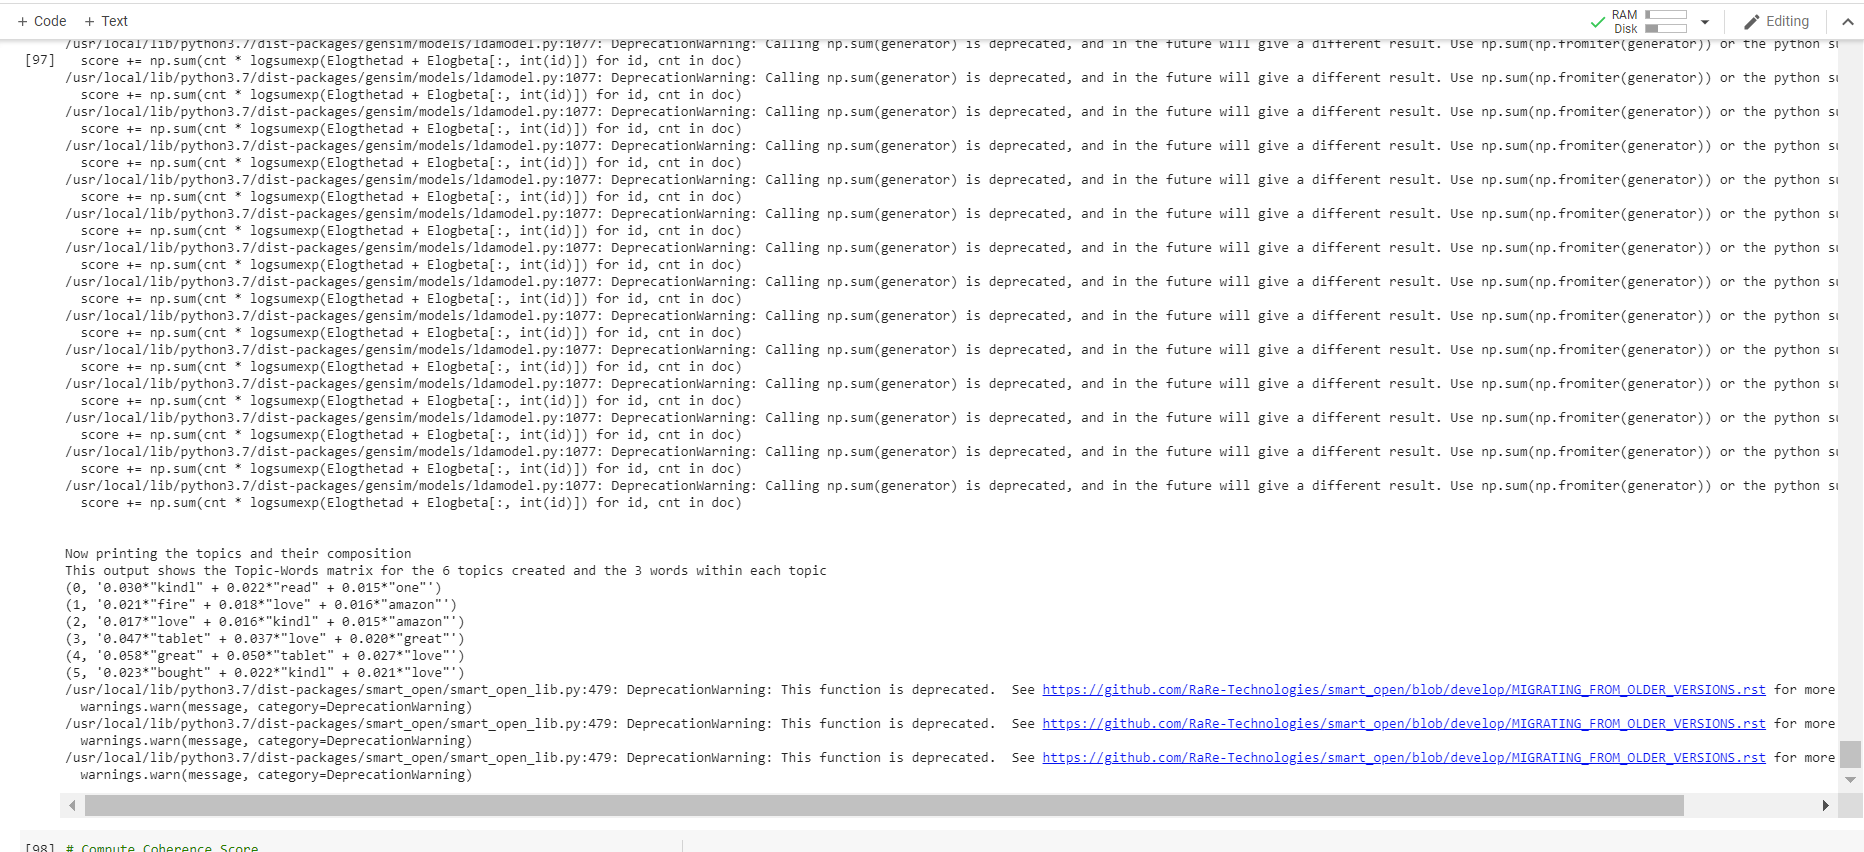 + Code + Text RAM Disk Editing
/usr/local/lib/python3.7/dist-packages/gensim/models/ldamodel.py:1077: DeprecationWarning: Calling np.sum(generator) is deprecated, and in the future will give a different result. Use np.sum(np.fromiter(generator)) or the python
[97] score += np.sum(cnt * logsumexp(Elogthetad + Elogbeta[:, int(id)]) for id, cnt in doc)
/usr/local/lib/python3.7/dist-packages/gensim/models/ldamodel.py:1077: DeprecationWarning: Calling np.sum(generator) is deprecated, and in the future will give a different result. Use np.sum(np.fromiter(generator)) or the python
score += np.sum(cnt * logsumexp(Elogthetad + Elogbeta[:, int(id)]) for id, cnt in doc)
/usr/local/lib/python3.7/dist-packages/gensim/models/ldamodel.py:1077: DeprecationWarning: Calling np.sum(generator) is deprecated, and in the future will give a different result. Use np.sum(np.fromiter(generator)) or the python
score += np.sum(cnt * logsumexp(Elogthetad + Elogbeta[:, int(id)]) for id, cnt in doc)
/usr/local/lib/python3.7/dist-packages/gensim/models/ldamodel.py:1077: DeprecationWarning: Calling np.sum(generator) is deprecated, and in the future will give a different result. Use np.sum(np.fromiter(generator)) or the python
score += np.sum(cnt * logsumexp(Elogthetad + Elogbeta[:, int(id)]) for id, cnt in doc)
/usr/local/lib/python3.7/dist-packages/gensim/models/ldamodel.py:1077: DeprecationWarning: Calling np.sum(generator) is deprecated, and in the future will give a different result. Use np.sum(np.fromiter(generator)) or the python
score += np.sum(cnt * logsumexp(Elogthetad + Elogbeta[:, int(id)]) for id, cnt in doc)
/usr/local/lib/python3.7/dist-packages/gensim/models/ldamodel.py:1077: DeprecationWarning: Calling np.sum(generator) is deprecated, and in the future will give a different result. Use np.sum(np.fromiter(generator)) or the python
score += np.sum(cnt * logsumexp(Elogthetad + Elogbeta[:, int(id)]) for id, cnt in doc)
/usr/local/lib/python3.7/dist-packages/gensim/models/ldamodel.py:1077: DeprecationWarning: Calling np.sum(generator) is deprecated, and in the future will give a different result. Use np.sum(np.fromiter(generator)) or the python
score += np.sum(cnt * logsumexp(Elogthetad + Elogbeta[:, int(id)]) for id, cnt in doc)
/usr/local/lib/python3.7/dist-packages/gensim/models/ldamodel.py:1077: DeprecationWarning: Calling np.sum(generator) is deprecated, and in the future will give a different result. Use np.sum(np.fromiter(generator)) or the python
score += np.sum(cnt * logsumexp(Elogthetad + Elogbeta[:, int(id)]) for id, cnt in doc)
/usr/local/lib/python3.7/dist-packages/gensim/models/ldamodel.py:1077: DeprecationWarning: Calling np.sum(generator) is deprecated, and in the future will give a different result. Use np.sum(np.fromiter(generator)) or the python
score += np.sum(cnt * logsumexp(Elogthetad + Elogbeta[:, int(id)]) for id, cnt in doc)
/usr/local/lib/python3.7/dist-packages/gensim/models/ldamodel.py:1077: DeprecationWarning: Calling np.sum(generator) is deprecated, and in the future will give a different result. Use np.sum(np.fromiter(generator)) or the python
score += np.sum(cnt * logsumexp(Elogthetad + Elogbeta[:, int(id)]) for id, cnt in doc)
/usr/local/lib/python3.7/dist-packages/gensim/models/ldamodel.py:1077: DeprecationWarning: Calling np.sum(generator) is deprecated, and in the future will give a different result. Use np.sum(np.fromiter(generator)) or the python
score += np.sum(cnt * logsumexp(Elogthetad + Elogbeta[:, int(id)]) for id, cnt in doc)
/usr/local/lib/python3.7/dist-packages/gensim/models/ldamodel.py:1077: DeprecationWarning: Calling np.sum(generator) is deprecated, and in the future will give a different result. Use np.sum(np.fromiter(generator)) or the python
score += np.sum(cnt * logsumexp(Elogthetad + Elogbeta[:, int(id)]) for id, cnt in doc)
/usr/local/lib/python3.7/dist-packages/gensim/models/ldamodel.py:1077: DeprecationWarning: Calling np.sum(generator) is deprecated, and in the future will give a different result. Use np.sum(np.fromiter(generator)) or the python
score += np.sum(cnt * logsumexp(Elogthetad + Elogbeta[:, int(id)]) for id, cnt in doc)
/usr/local/lib/python3.7/dist-packages/gensim/models/ldamodel.py:1077: DeprecationWarning: Calling np.sum(generator) is deprecated, and in the future will give a different result. Use np.sum(np.fromiter(generator)) or the python
score += np.sum(cnt * logsumexp(Elogthetad + Elogbeta[:, int(id)]) for id, cnt in doc)
Now printing the topics and their composition
This output shows the Topic-Words matrix for the 6 topics created and the 3 words within each topic
(0, '0.030*"kindl" + 0.022*"read" + 0.015*"one"')
(1, '0.021*"fire" + 0.018*"love" + 0.016*"amazon"')
(2, '0.017*"love" + 0.016*"kindl" + 0.015*"amazon"')
(3, '0.047*"tablet" + 0.037*"love" + 0.020*"great"')
(4, '0.058*"great" + 0.050*"tablet" + 0.027*"love"')
(5, '0.023*"bought" + 0.022*"kindl" + 0.021*"love"')
/usr/local/lib/python3.7/dist-packages/smart_open/smart_open_lib.py:479: DeprecationWarning: This function is deprecated. See https://github.com/RaRe-Technologies/smart_open/blob/develop/MIGRATING_FROM_OLDER_VERSIONS.rst for more
warnings.warn(message, category=DeprecationWarning)
/usr/local/lib/python3.7/dist-packages/smart_open/smart_open_lib.py:479: DeprecationWarning: This function is deprecated. See https://github.com/RaRe-Technologies/smart_open/blob/develop/MIGRATING_FROM_OLDER_VERSIONS.rst for more
warnings.warn(message, category=DeprecationWarning)
/usr/local/lib/python3.7/dist-packages/smart_open/smart_open_lib.py:479: DeprecationWarning: This function is deprecated. See https://github.com/RaRe-Technologies/smart_open/blob/develop/MIGRATING_FROM_OLDER_VERSIONS.rst for more
warnings.warn(message, category=DeprecationWarning)
[98] # Compute Coherence Score